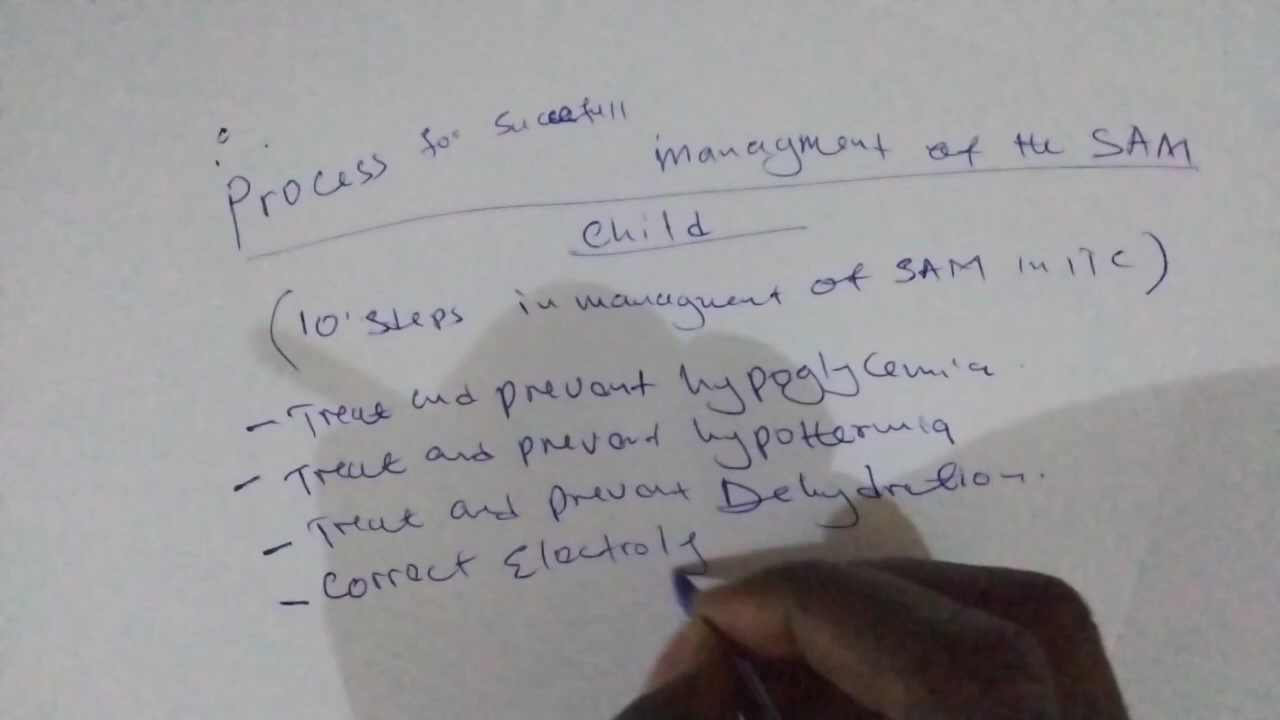 Process for Succesfull managment of the SAM
Child
(10 steps in managment of SAM in ITC)
- Treat and prevent hypoglycemia
- Treat and prevent hypothermia
- Treat and prevent Dehydration.
- Correct Electroly